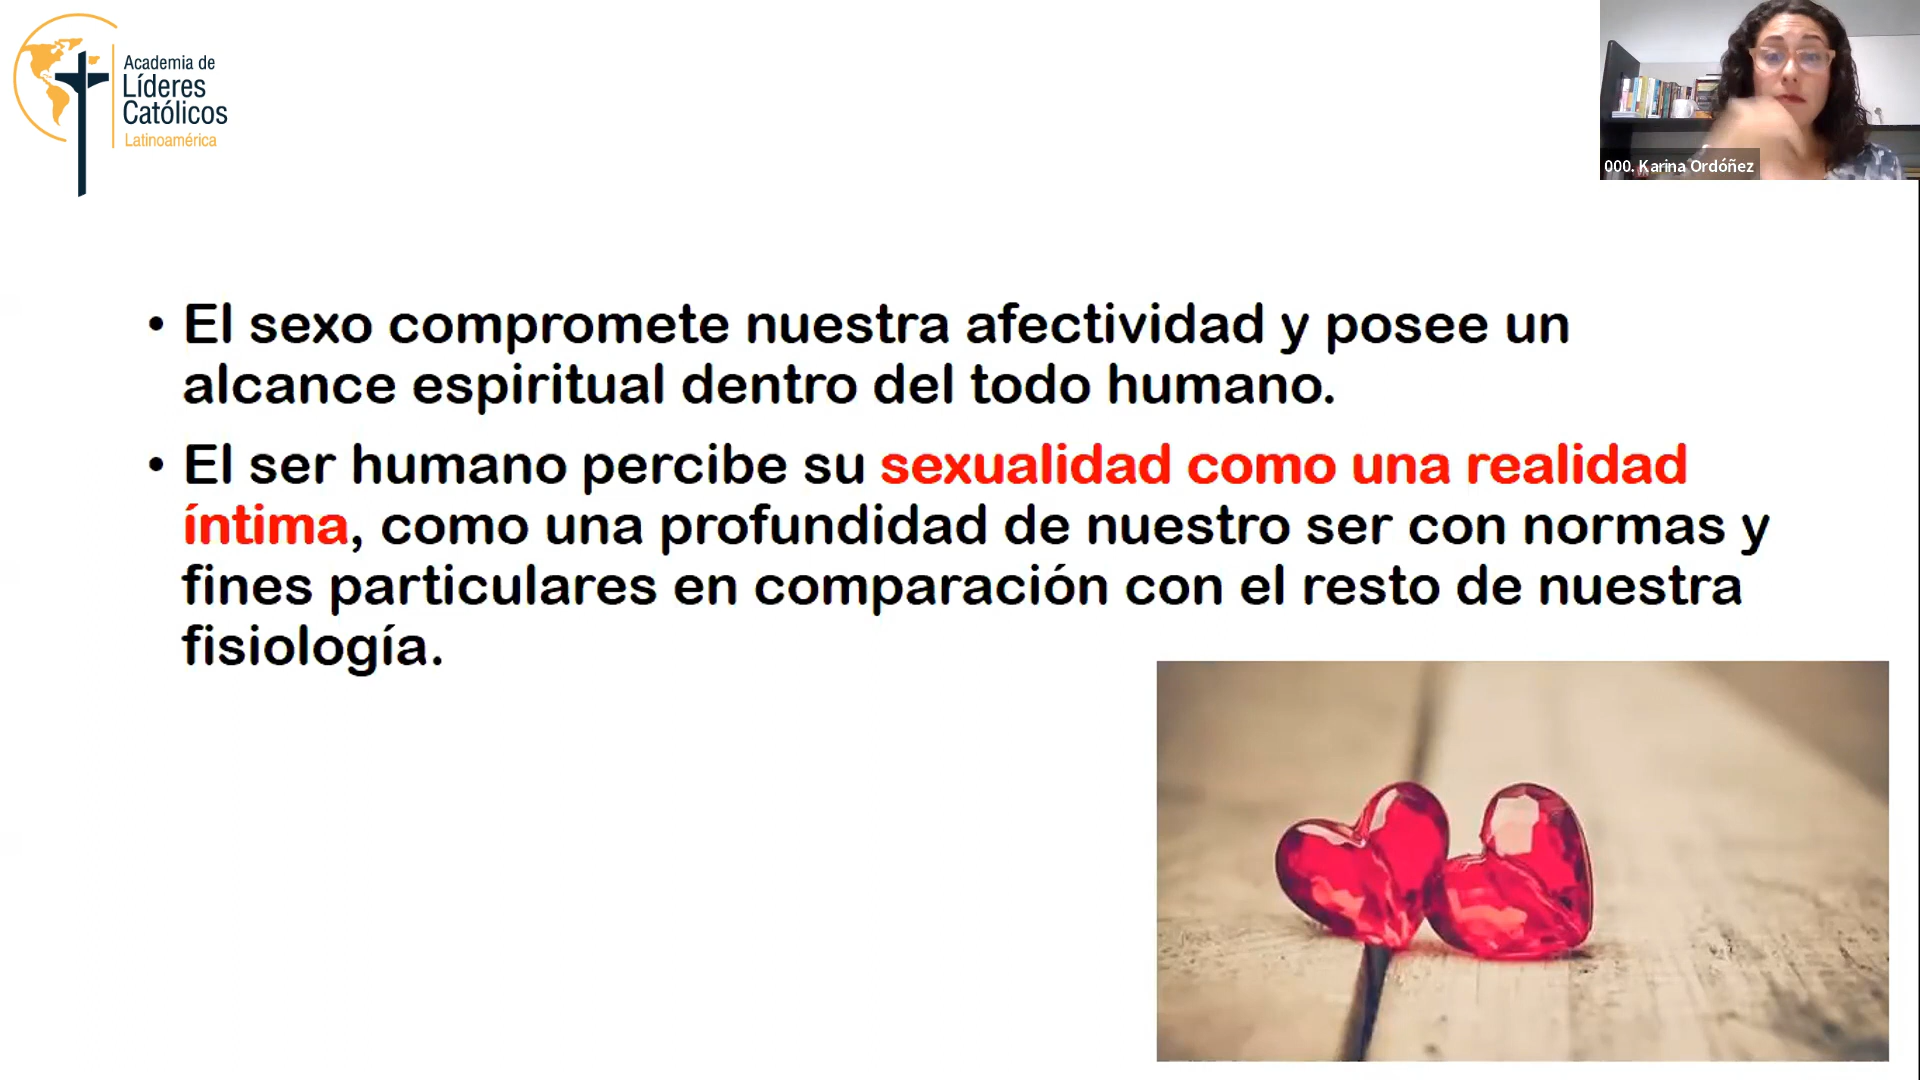 Academia de
Líderes
Católicos
Latinoamérica
000. Karina Ordóñez
• El sexo compromete nuestra afectividad y posee un
alcance espiritual dentro del todo humano.
• El ser humano percibe su sexualidad como una realidad
íntima, como una profundidad de nuestro ser con normas y
fines particulares en comparación con el resto de nuestra
fisiología.